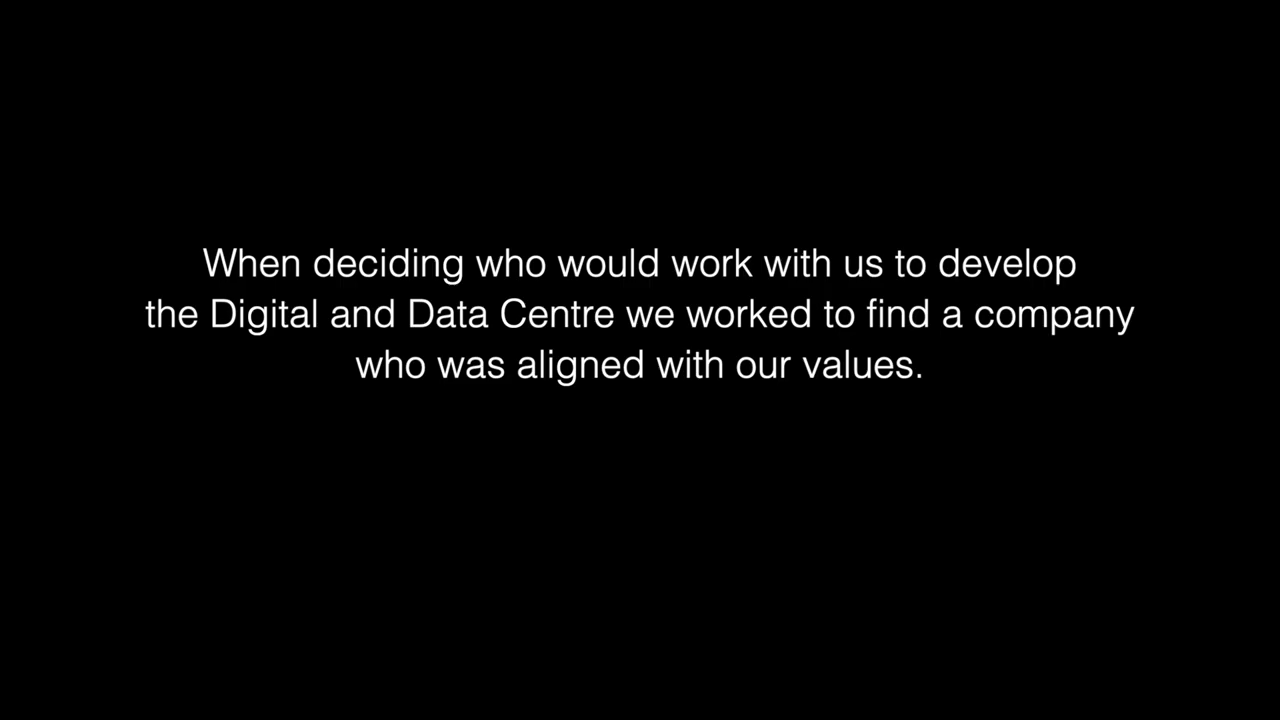 When deciding who would work with us to develop
the Digital and Data Centre we worked to find a company
who was aligned with our values.